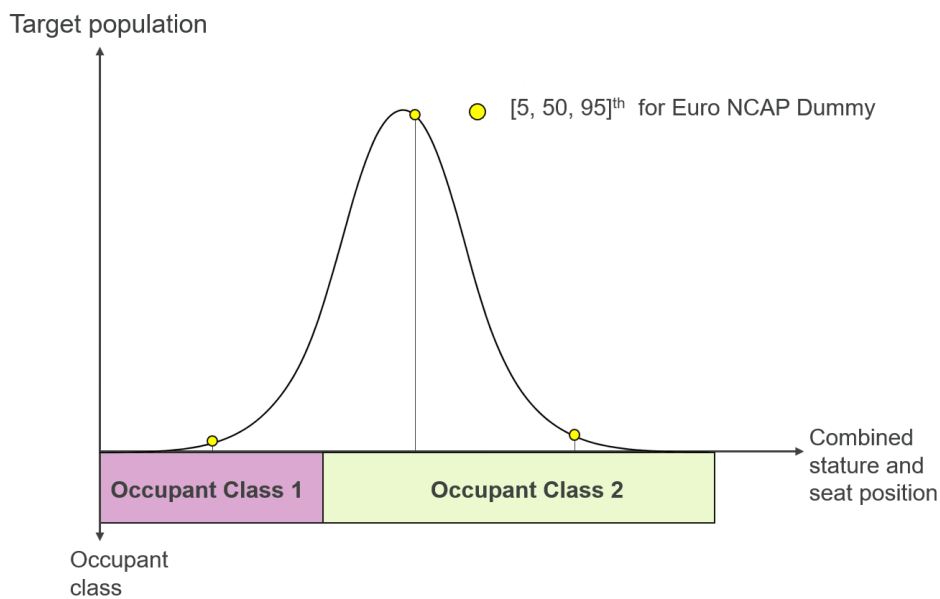 Target population
[5, 50, 95]th for Euro NCAP Dummy
Combined
stature and
seat position
Occupant Class 1
Occupant Class 2
Occupant
class